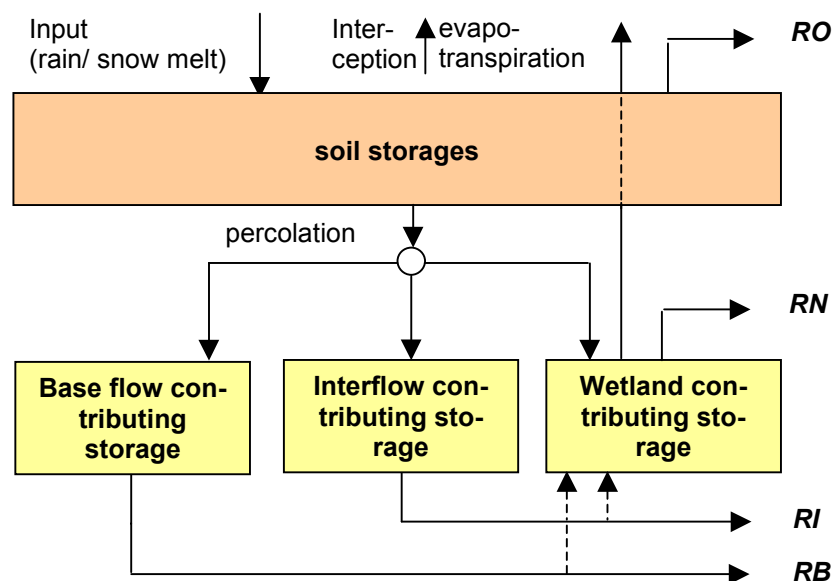 Input
(rain/ snow melt)
Inter-
ception
evapo-
transpiration
RO
soil storages
percolation
RN
Base flow con-
tributing
storage
Interflow con-
tributing sto-
rage
Wetland con-
tributing sto-
rage
RI
RB